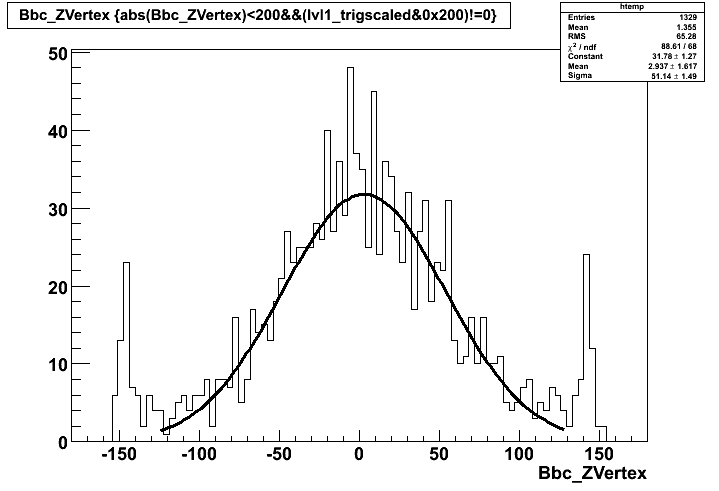 Bbc_ZVertex {abs(Bbc_ZVertex)<200&&(lvl1_trigscaled&0x200)!=0}
htemp
Entries 1329
Mean 1.355
RMS 65.28
χ² / ndf 88.61 / 68
Constant 31.78 ± 1.27
Mean 2.937 ± 1.617
Sigma 51.14 ± 1.49
50
40
30
20
10
0
-150 -100 -50 0 50 100 150
Bbc_ZVertex